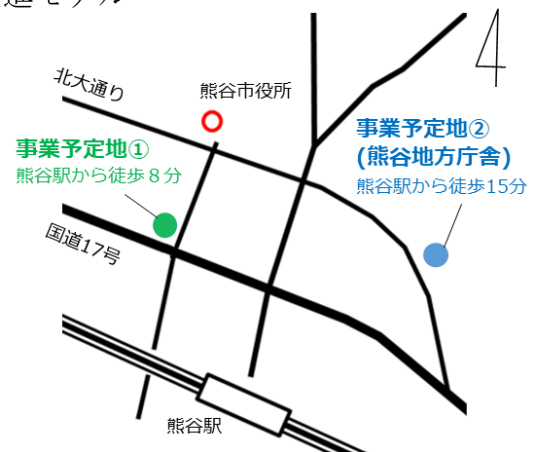 北大通り
熊谷市役所
事業予定地①
熊谷駅から徒歩８分
事業予定地②
(熊谷地方庁舎)
熊谷駅から徒歩15分
国道17号
熊谷駅